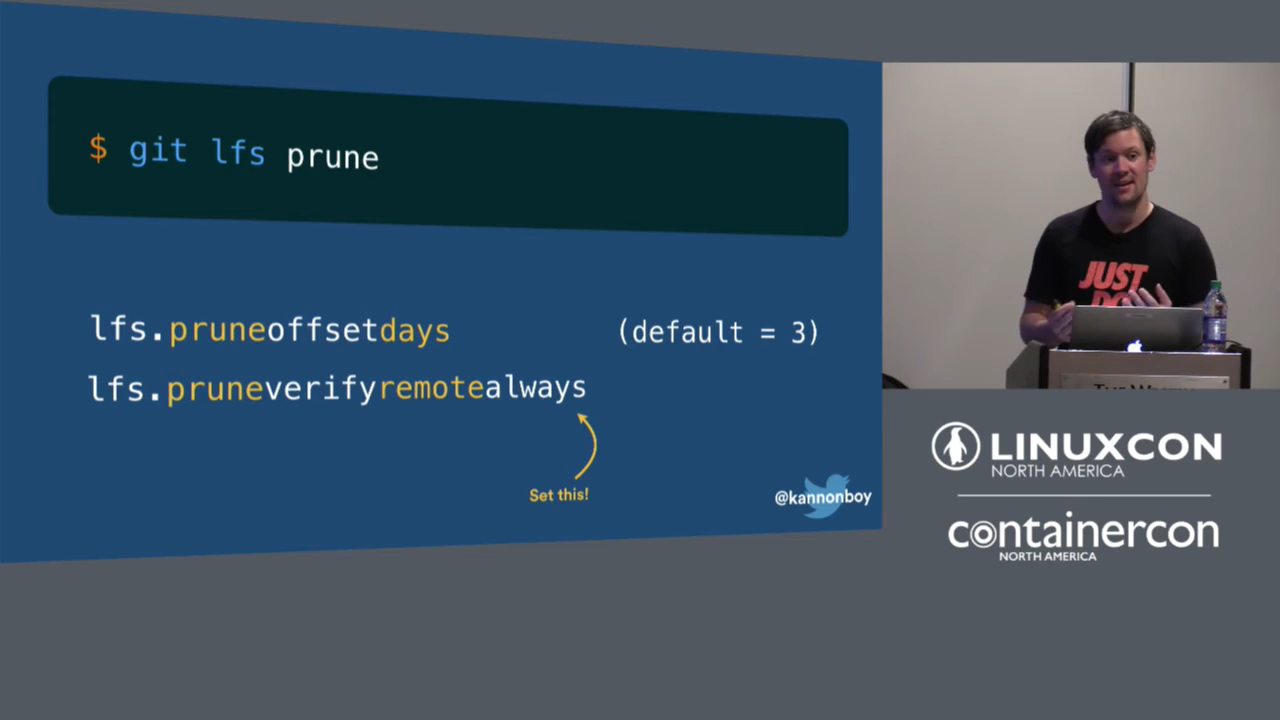 $ git lfs prune
lfs.pruneoffsetdays (default = 3)
lfs.pruneverifyremotealways
Set this!
@kannonboy
JUST
LINUXCON
NORTH AMERICA
containercon
NORTH AMERICA